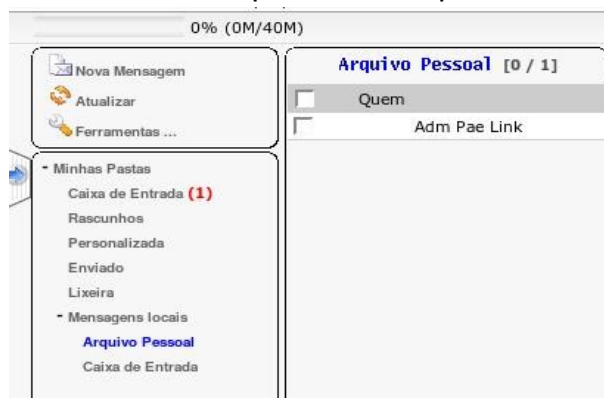 0% (0M/40M)
Nova Mensagem
Atualizar
Ferramentas ...
- Minhas Pastas
Caixa de Entrada (1)
Rascunhos
Personalizada
Enviado
Lixeira
- Mensagens locais
Arquivo Pessoal
Caixa de Entrada
Arquivo Pessoal [0 / 1]
Quem
Adm Pae Link